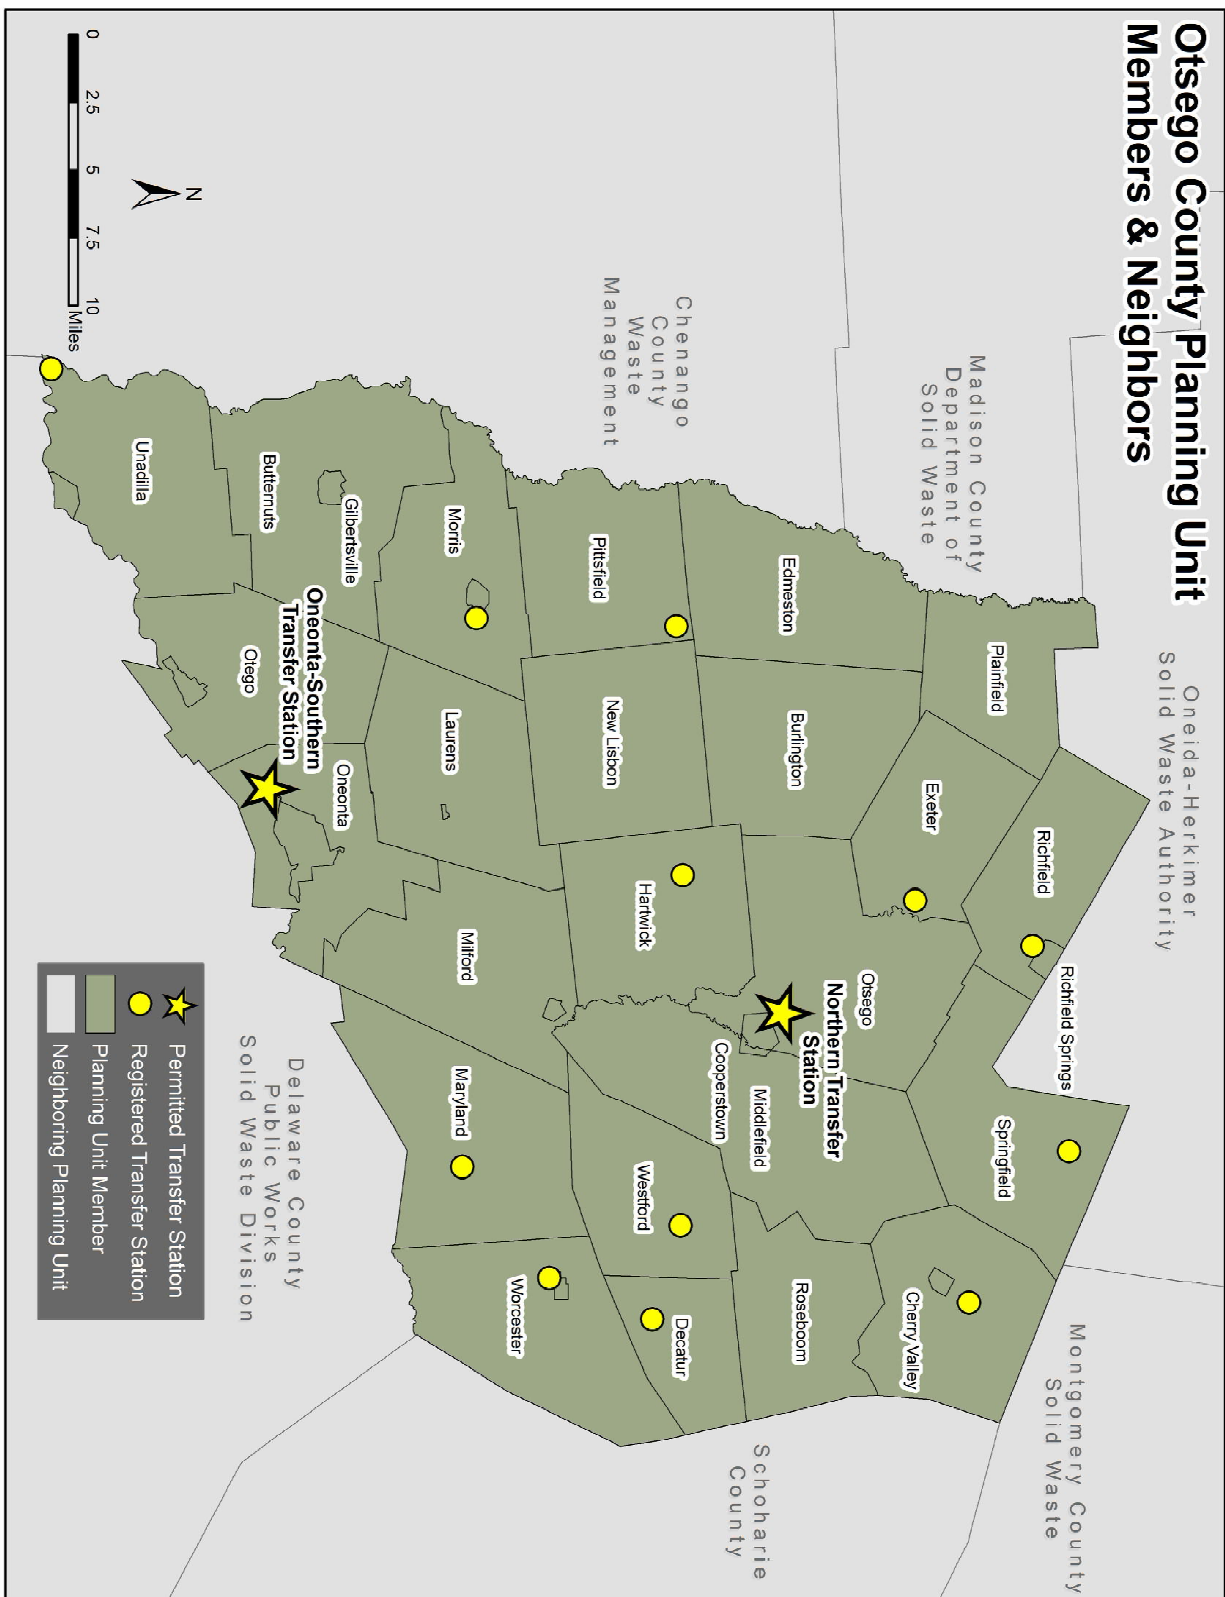 Otsego County Planning Unit
Members & Neighbors
Oneida-Herkimer
Solid Waste Authority
Montgomery County
Solid Waste
Madison County
Department of
Solid Waste
Richfield Springs
Richfield
Springfield
Plainfield
Exeter
Cherry Valley
Otsego
Northern Transfer
Station
Edmeston
Burlington
Middlefield
Roseboom
Cooperstown
Schoharie
County
Chenango
County
Waste
Management
Pittsfield
New Lisbon
Hartwick
Westford
Decatur
Morris
Laurens
Milford
Maryland
Worcester
Gilbertsville
Oneonta
Butternuts
Oneonta-Southern
Transfer Station
Otego
Unadilla
Delaware County
Public Works
Solid Waste Division
N
0 2.5 5 7.5 10
Miles
Permitted Transfer Station
Registered Transfer Station
Planning Unit Member
Neighboring Planning Unit